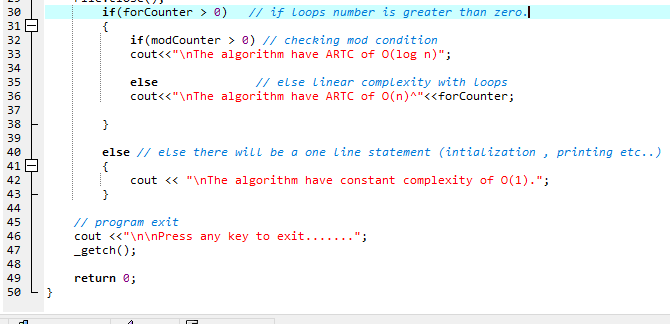 30 if(forCounter > 0) // if loops number is greater than zero.
31 {
32 if(modCounter > 0) // checking mod condition
33 cout<<"\nThe algorithm have ARTC of O(log n)";
34
35 else // else linear complexity with loops
36 cout<<"\nThe algorithm have ARTC of O(n)^"<<forCounter;
37
38 }
39
40 else // else there will be a one line statement (intialization , printing etc..)
41 {
42 cout << "\nThe algorithm have constant complexity of O(1).";
43 }
44
45 // program exit
46 cout <<"\n\nPress any key to exit.......";
47 _getch();
48
49 return 0;
50 }